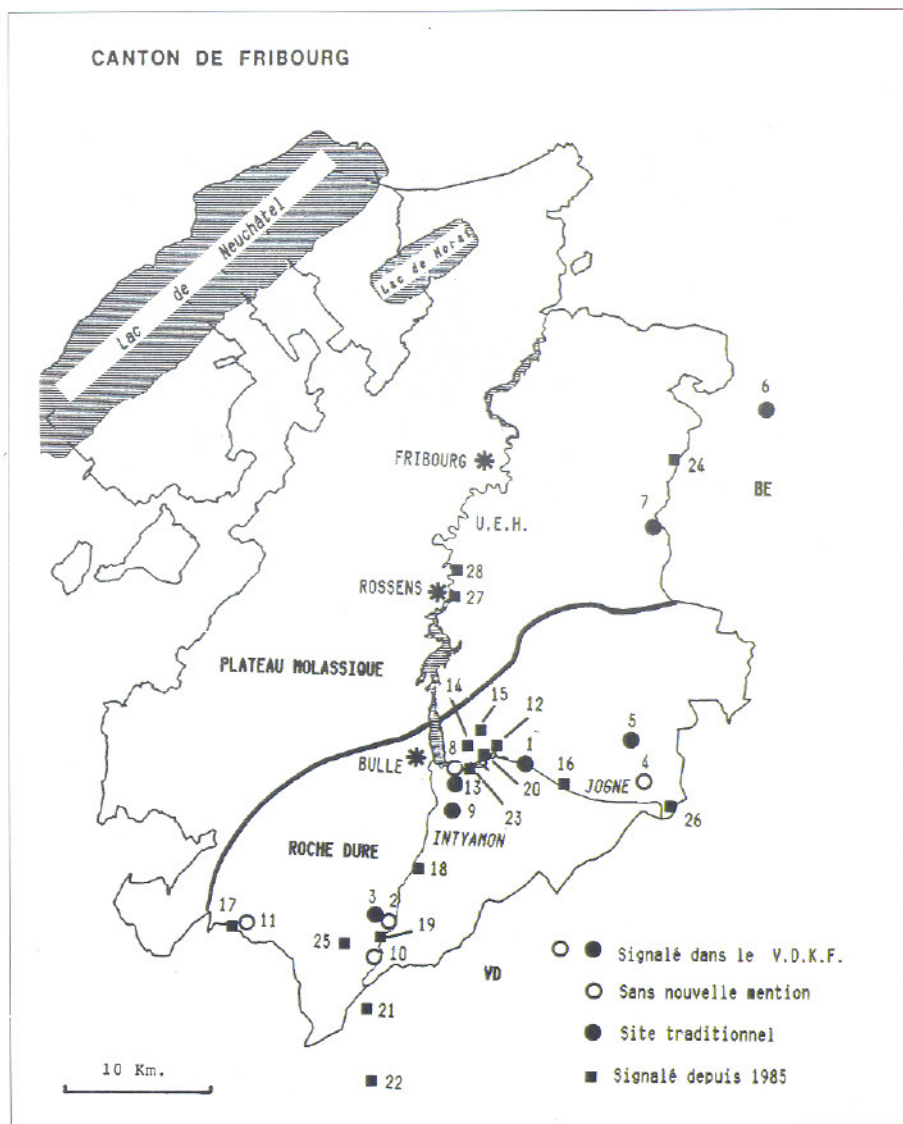 CANTON DE FRIBOURG
Lac de Neuchâtel
Lac de Morat
6
FRIBOURG
24
BE
7
U.E.H.
28
ROSSENS
27
PLATEAU MOLASSIQUE
14
15
12
5
8
1
4
BULLE
16
JOGNE
13
20
9
23
26
INTYAMON
ROCHE DURE
18
17
11
3
2
19
25
10
VD
Signalé dans le V.D.K.F.
Sans nouvelle mention
21
Site traditionnel
10 Km.
22
Signalé depuis 1985